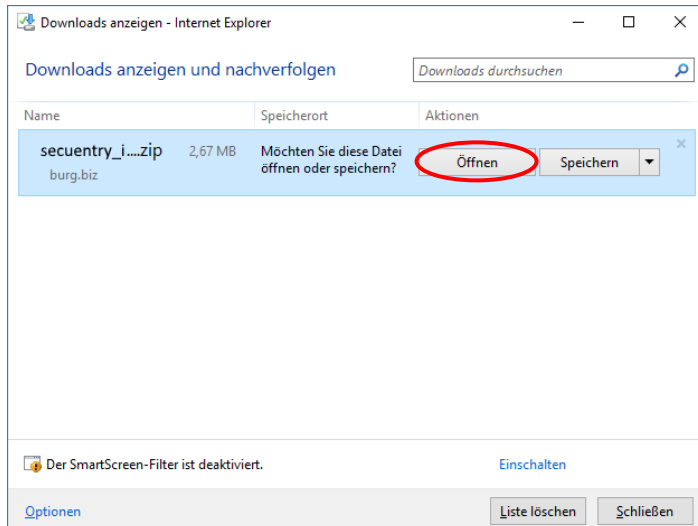 Downloads anzeigen - Internet Explorer
Downloads anzeigen und nachverfolgen
Downloads durchsuchen
Name Speicherort Aktionen
secuentry_i....zip 2,67 MB Möchten Sie diese Datei öffnen oder speichern? Öffnen Speichern
burg.biz
Der SmartScreen-Filter ist deaktiviert. Einschalten
Optionen Liste löschen Schließen